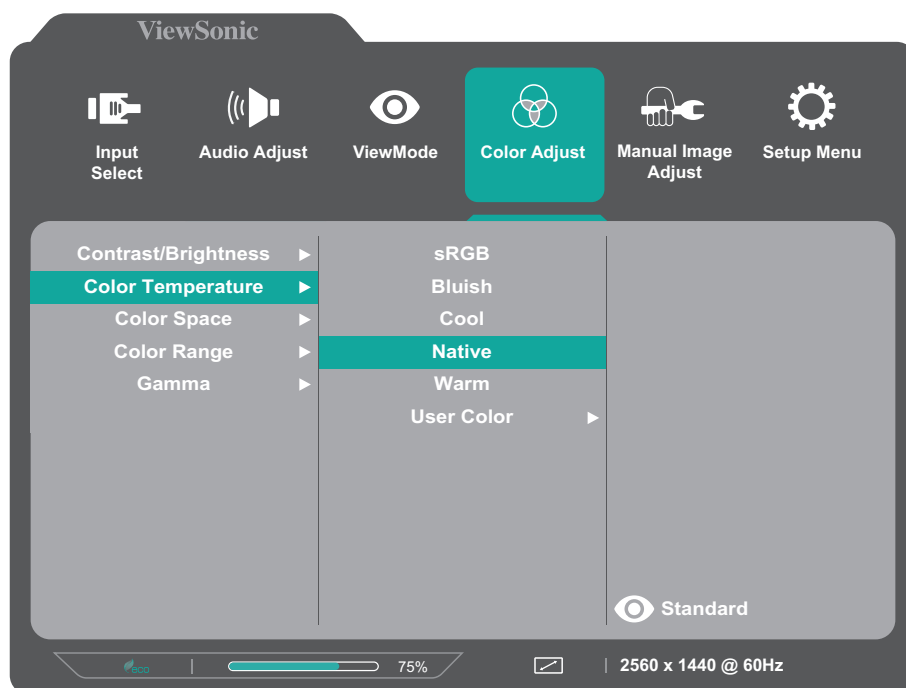 ViewSonic
Input
Select
Audio Adjust
ViewMode
Color Adjust
Manual Image
Adjust
Setup Menu
Contrast/Brightness
Color Temperature
Color Space
Color Range
Gamma
sRGB
Bluish
Cool
Native
Warm
User Color
Standard
eco
75%
2560 x 1440 @ 60Hz